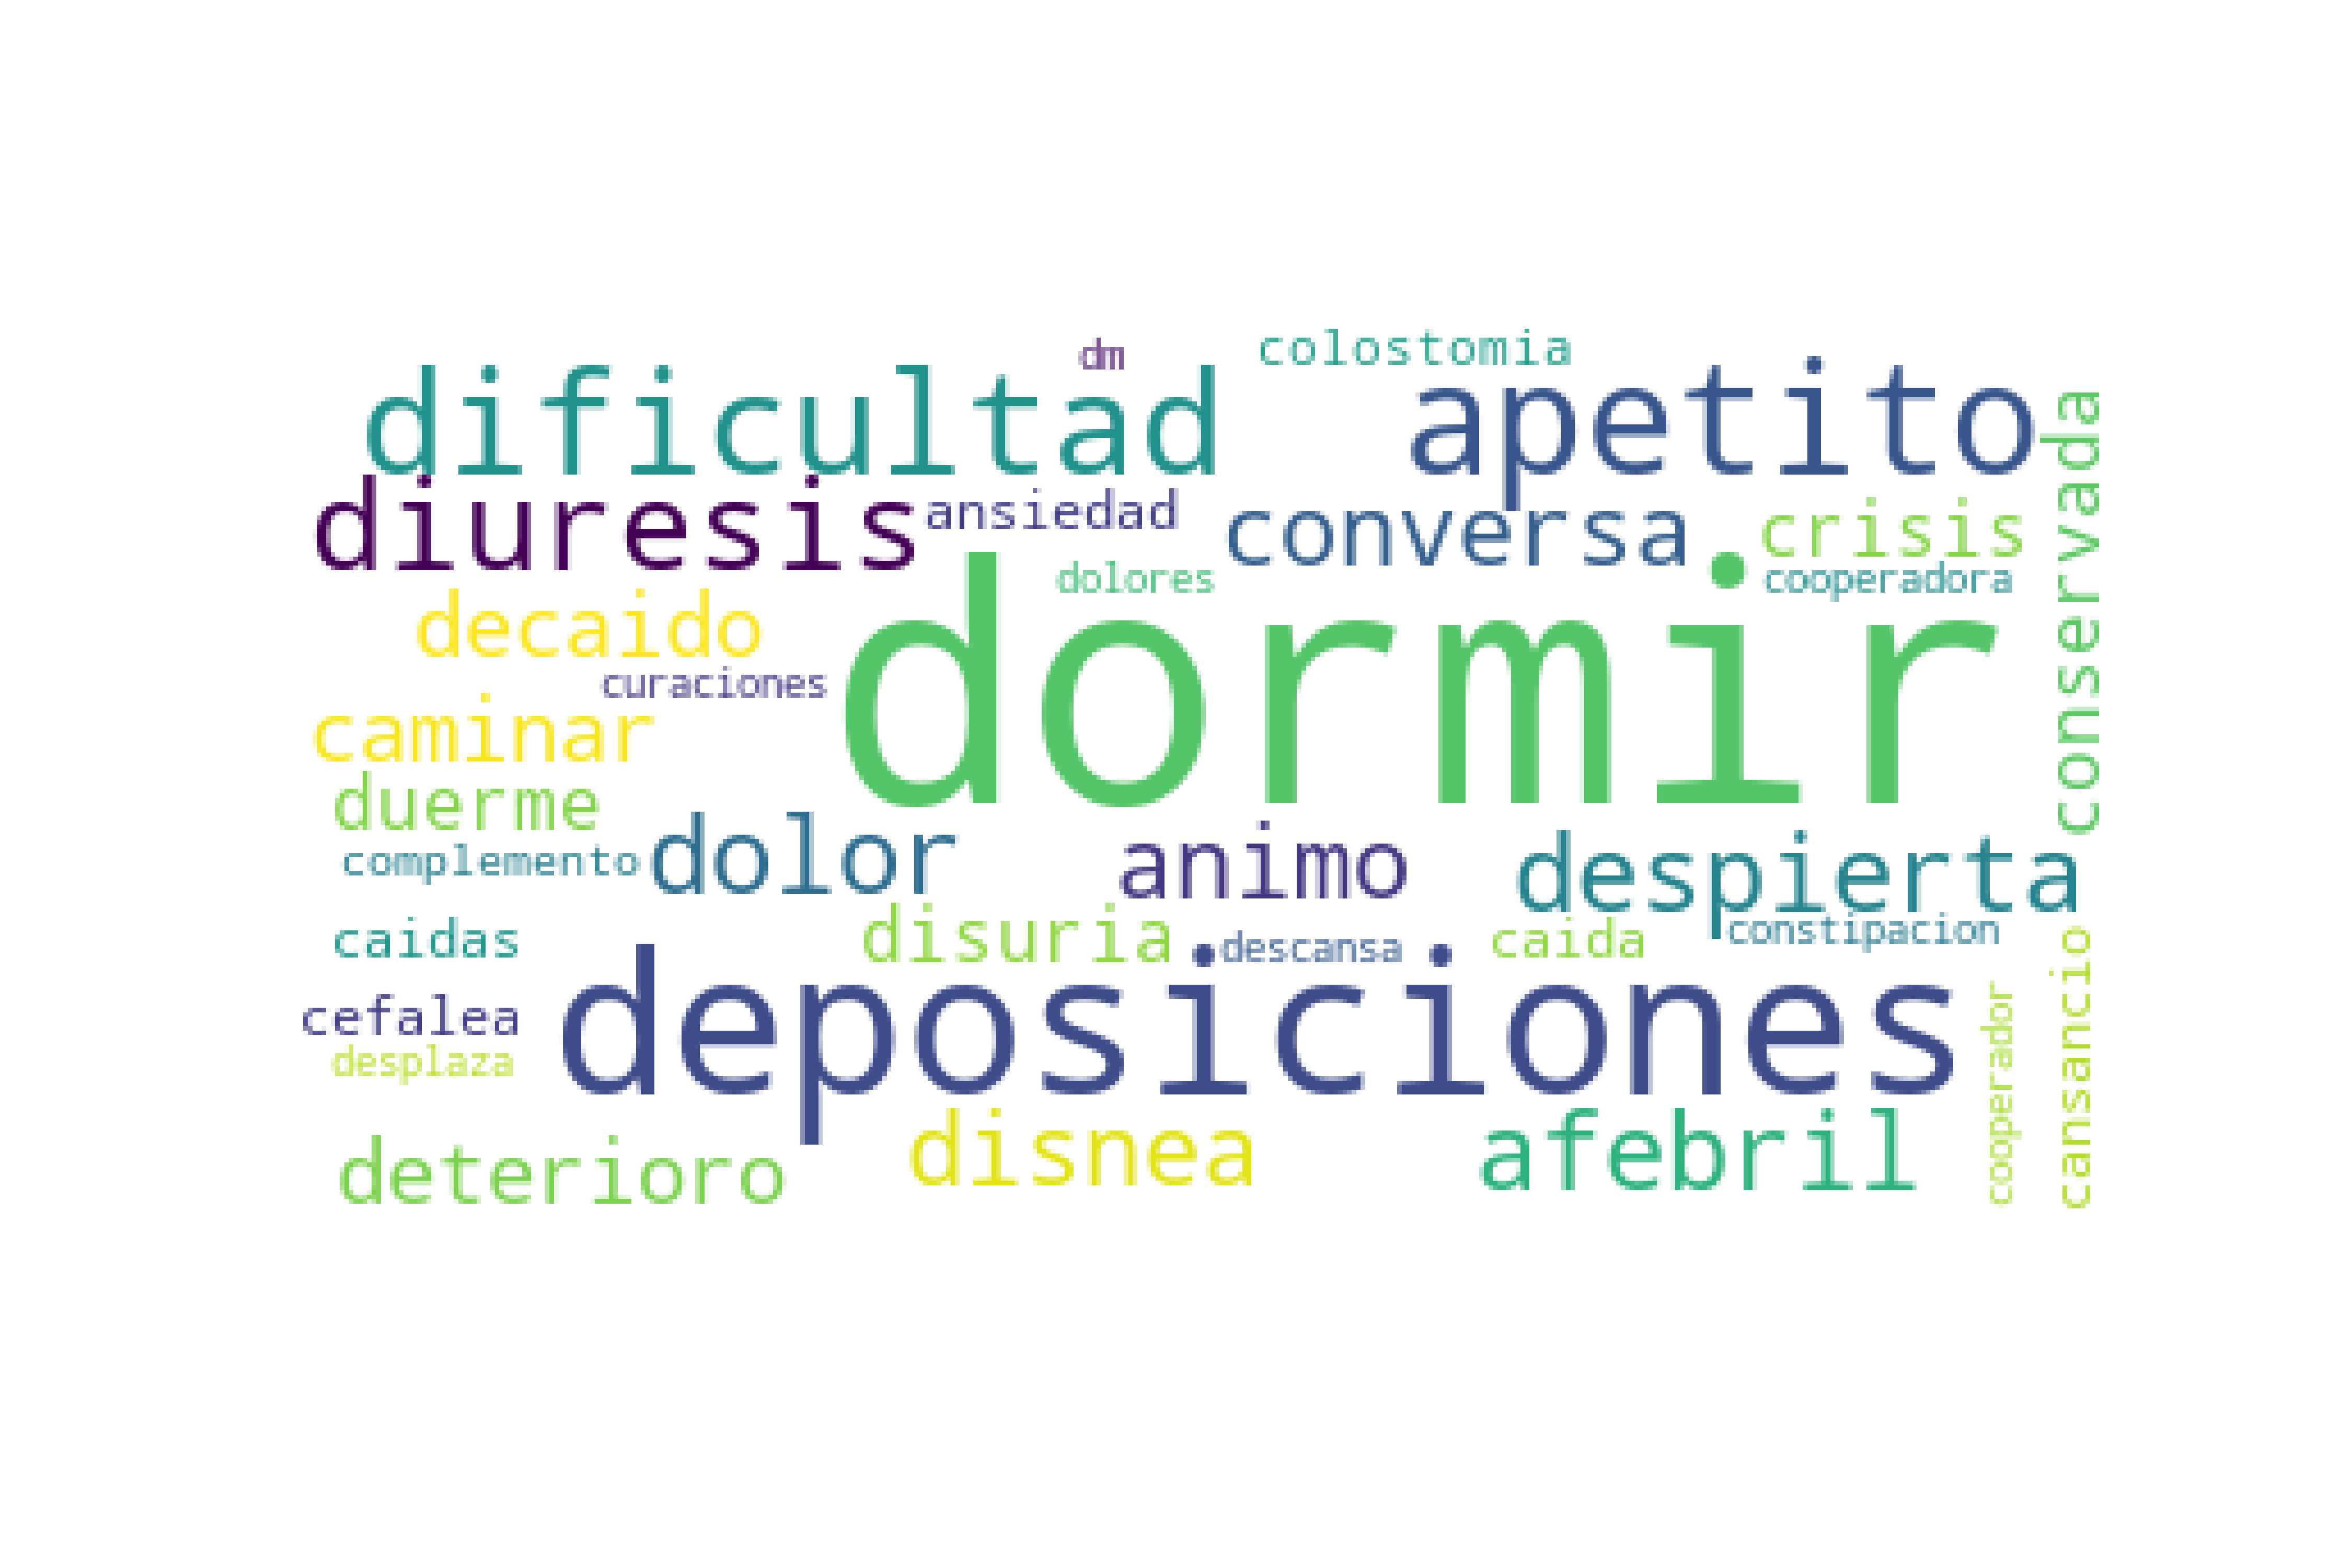 dm
colostomia
dificultad
apetito
conservada
diuresis
ansiedad
conversa
crisis
dolores
cooperadora
decaido
dormir
curaciones
caminar
duerme
complemento
dolor
animo
despierta
caidas
disuria
descansa
caida
constipacion
cefalea
deposiciones
desplaza
cooperador
cansancio
deterioro
disnea
afebril